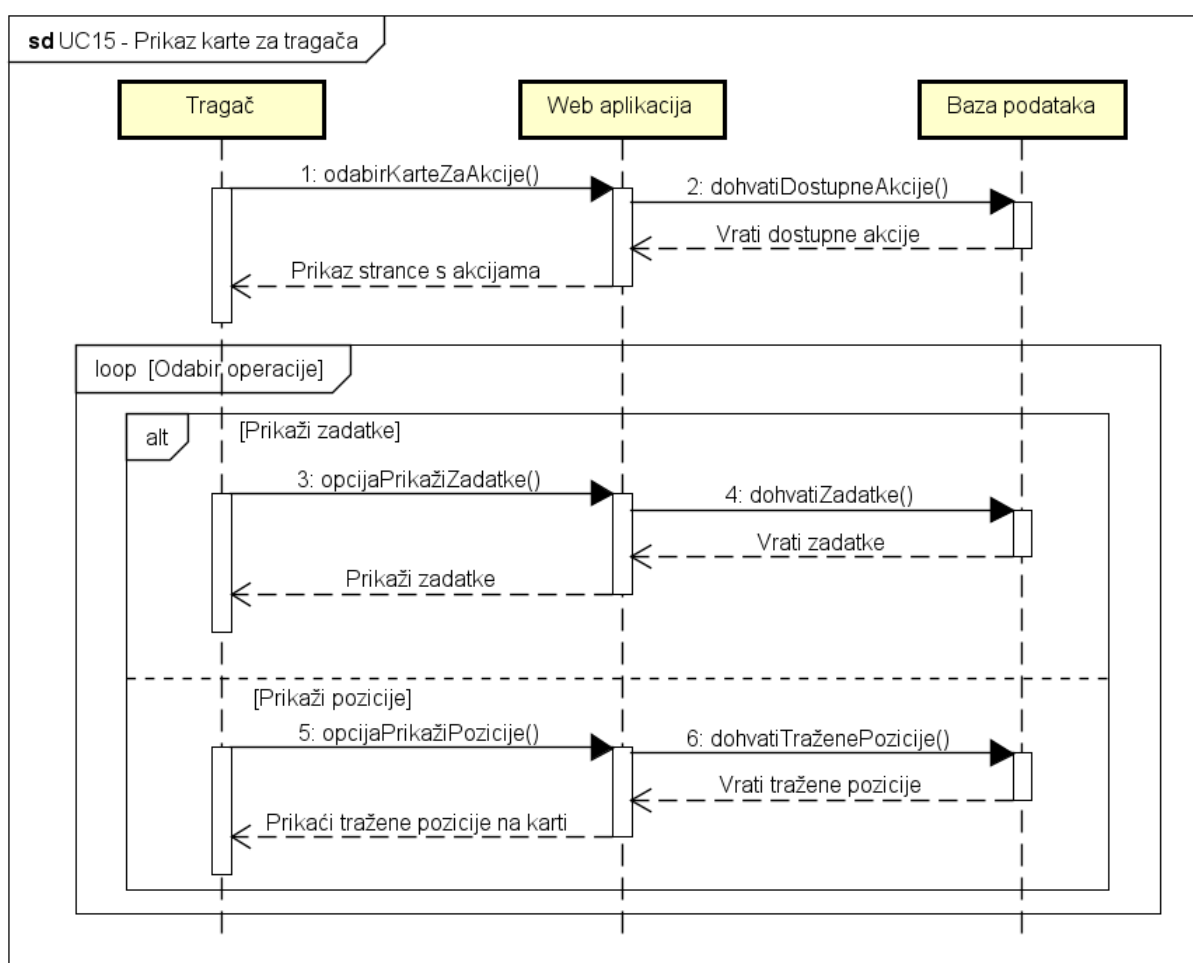 sd UC15 - Prikaz karte za tragača
Tragač
Web aplikacija
Baza podataka
1: odabirKarteZaAkcije()
2: dohvatiDostupneAkcije()
Vrati dostupne akcije
Prikaz strance s akcijama
loop [Odabir operacije]
alt
[Prikaži zadatke]
3: opcijaPrikažiZadatke()
4: dohvatiZadatke()
Vrati zadatke
Prikaži zadatke
[Prikaži pozicije]
5: opcijaPrikažiPozicije()
6: dohvatiTraženePozicije()
Vrati tražene pozicije
Prikaći tražene pozicije na karti